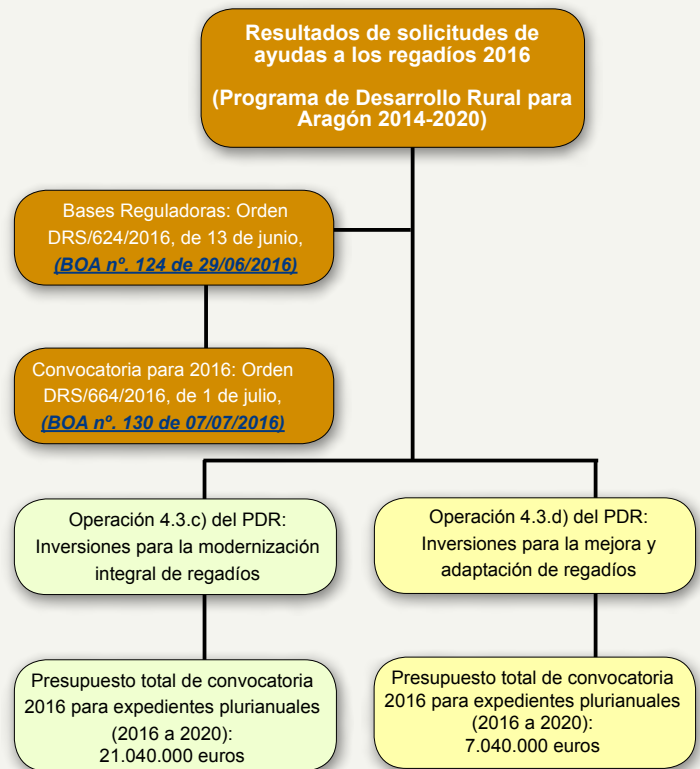 Resultados de solicitudes de
ayudas a los regadíos 2016
(Programa de Desarrollo Rural para
Aragón 2014-2020)
Bases Reguladoras: Orden
DRS/624/2016, de 13 de junio,
(BOA nº. 124 de 29/06/2016)
Convocatoria para 2016: Orden
DRS/664/2016, de 1 de julio,
(BOA nº. 130 de 07/07/2016)
Operación 4.3.c) del PDR:
Inversiones para la modernización
integral de regadíos
Presupuesto total de convocatoria
2016 para expedientes plurianuales
(2016 a 2020):
21.040.000 euros
Operación 4.3.d) del PDR:
Inversiones para la mejora y
adaptación de regadíos
Presupuesto total de convocatoria
2016 para expedientes plurianuales
(2016 a 2020):
7.040.000 euros